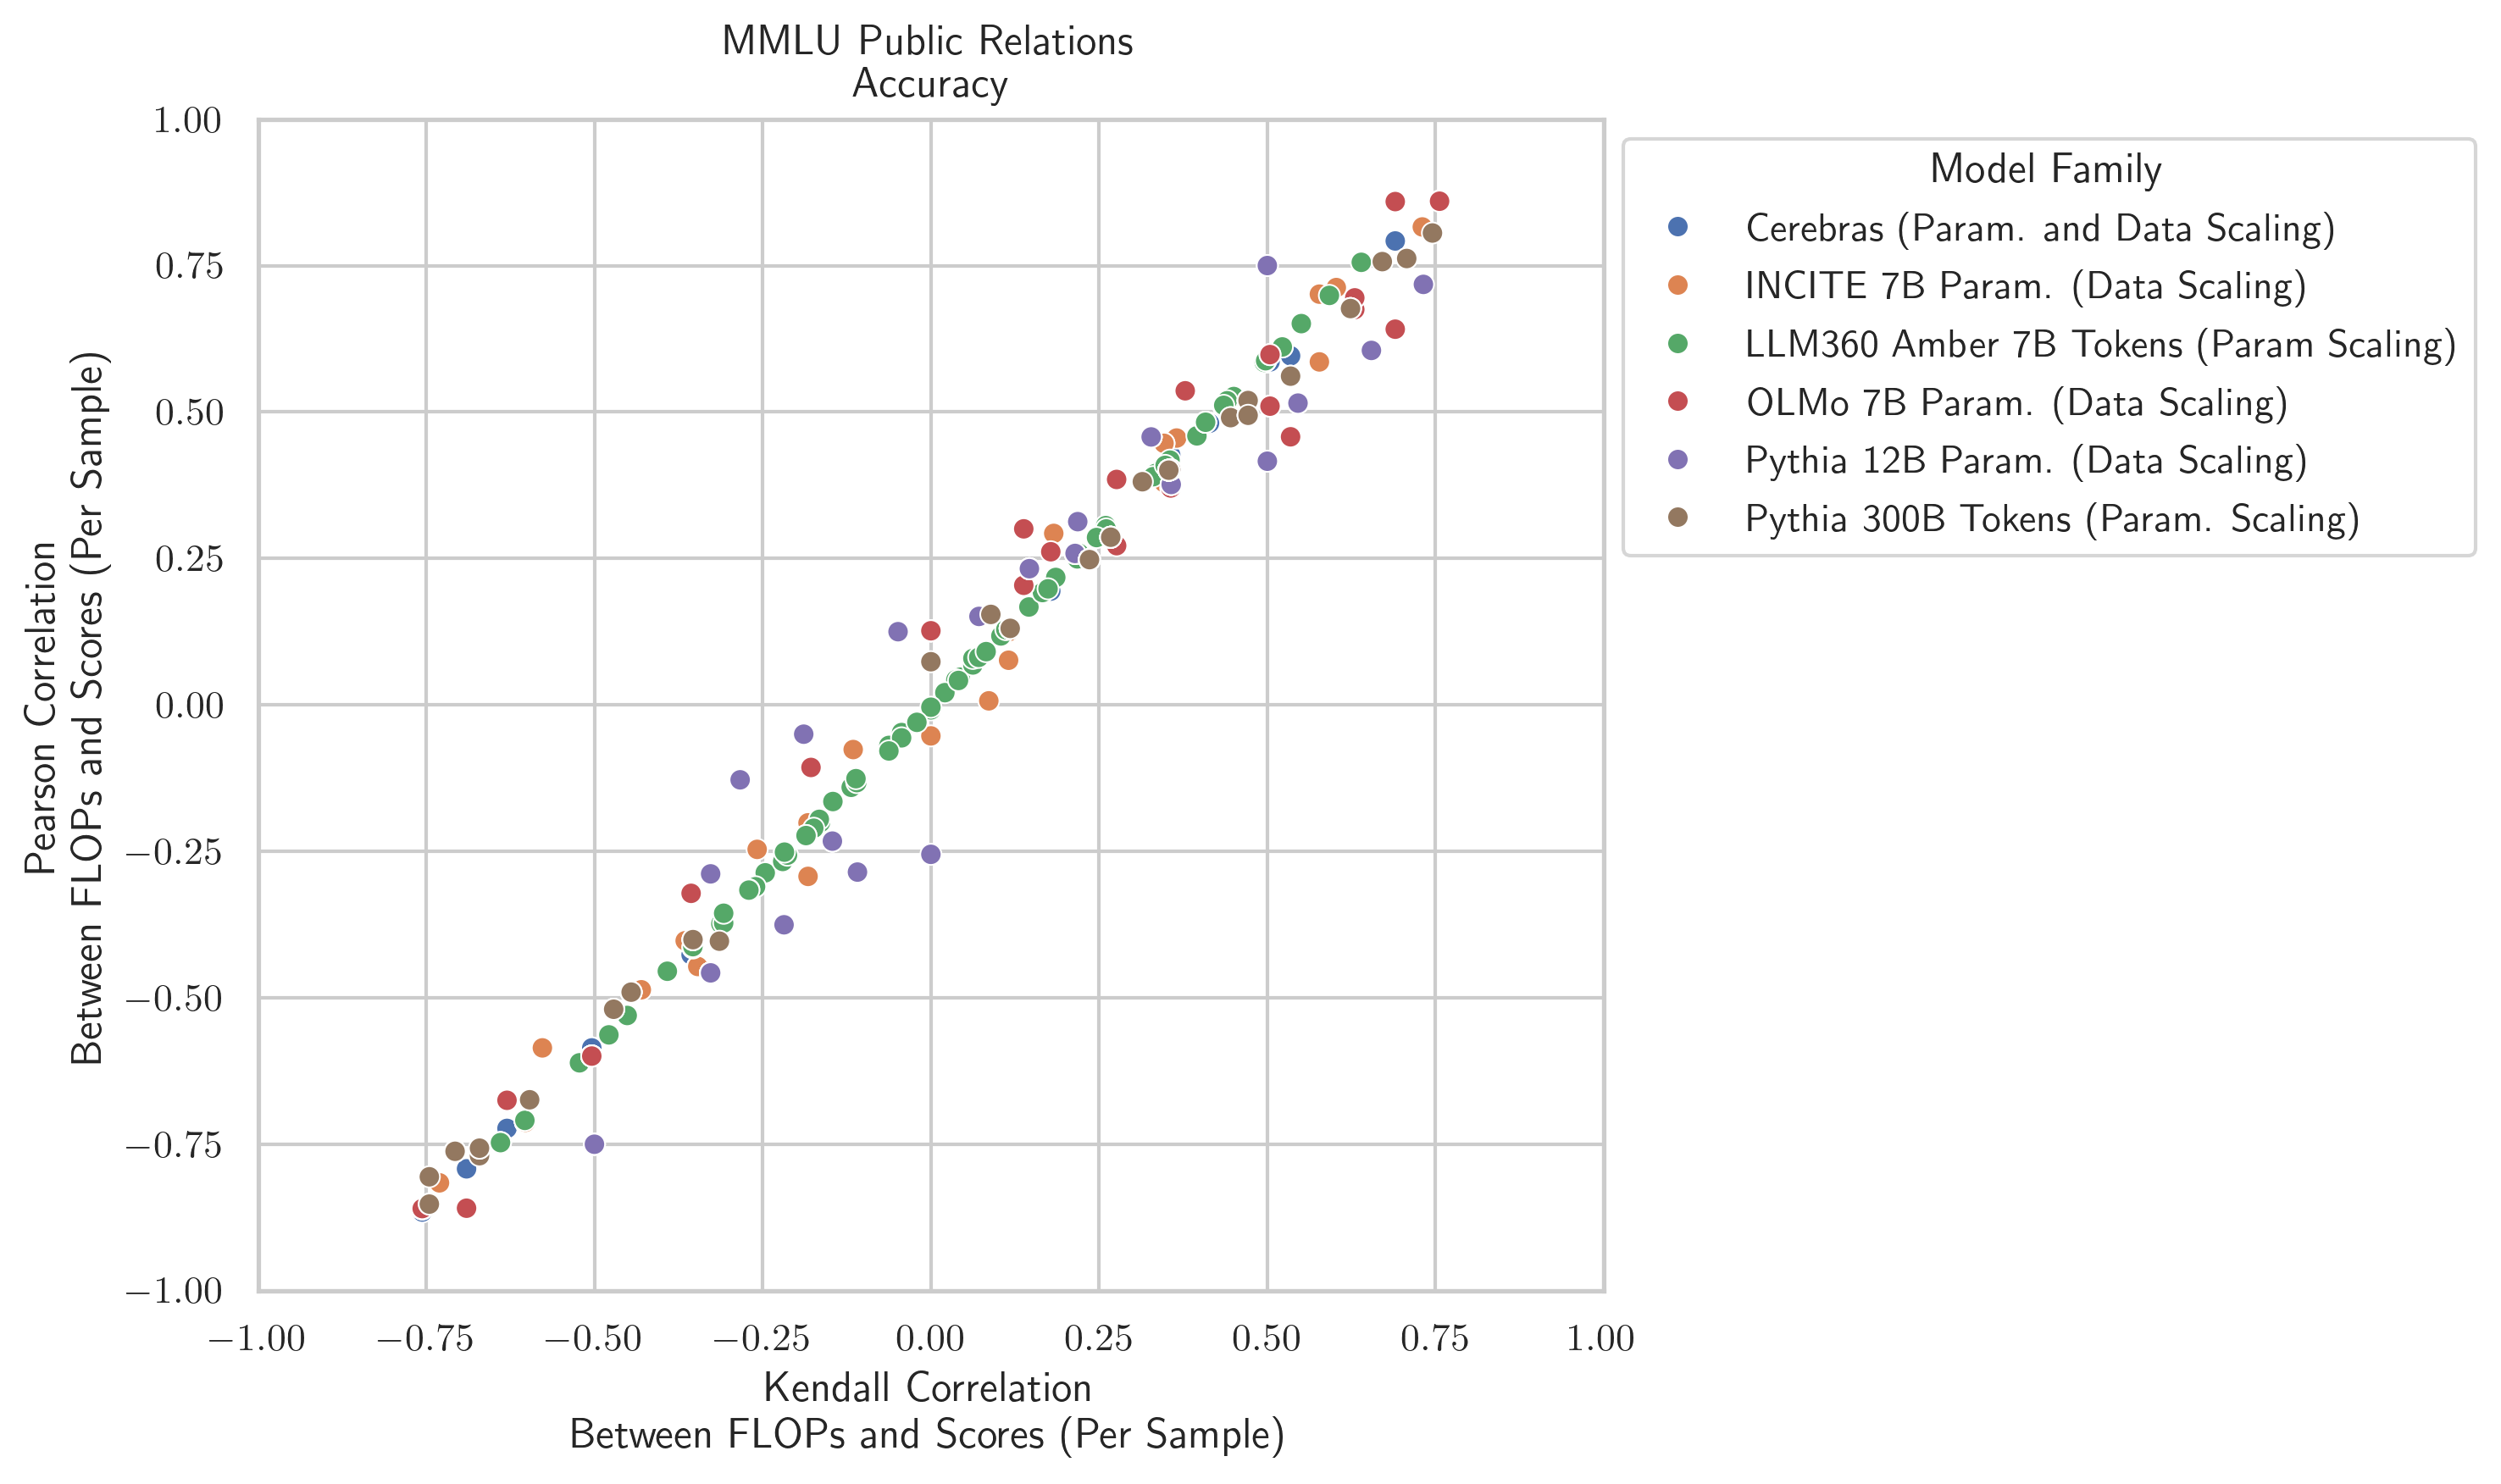 MMLU Public Relations
Accuracy
1.00
0.75
0.50
0.25
0.00
−0.25
−0.50
−0.75
−1.00
Pearson Correlation
Between FLOPs and Scores (Per Sample)
−1.00
−0.75
−0.50
−0.25
0.00
0.25
0.50
0.75
1.00
Kendall Correlation
Between FLOPs and Scores (Per Sample)
Model Family
Cerebras (Param. and Data Scaling)
INCITE 7B Param. (Data Scaling)
LLM360 Amber 7B Tokens (Param Scaling)
OLMo 7B Param. (Data Scaling)
Pythia 12B Param. (Data Scaling)
Pythia 300B Tokens (Param. Scaling)